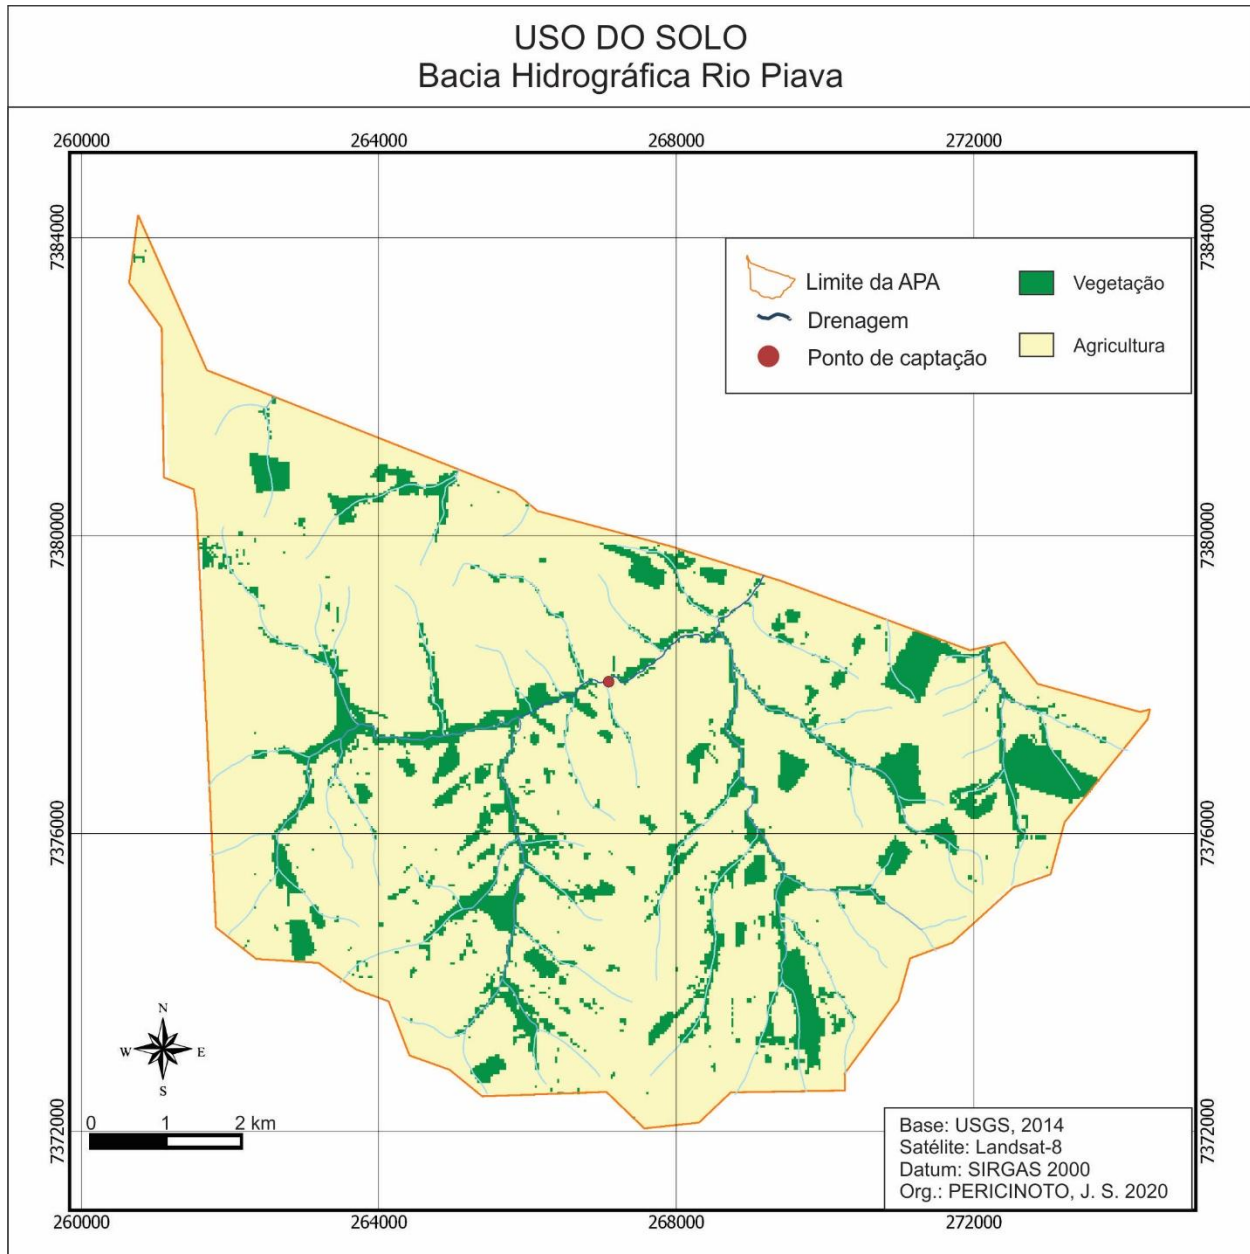 USO DO SOLO
Bacia Hidrográfica Rio Piava
260000 264000 268000 272000
7384000 7384000
Limite da APA
Vegetação
Drenagem
Agricultura
Ponto de captação
7380000 7380000
7376000 7376000
N
W E
S
0 1 2 km
7372000 7372000
Base: USGS, 2014
Satélite: Landsat-8
Datum: SIRGAS 2000
Org.: PERICINOTO, J. S. 2020
260000 264000 268000 272000